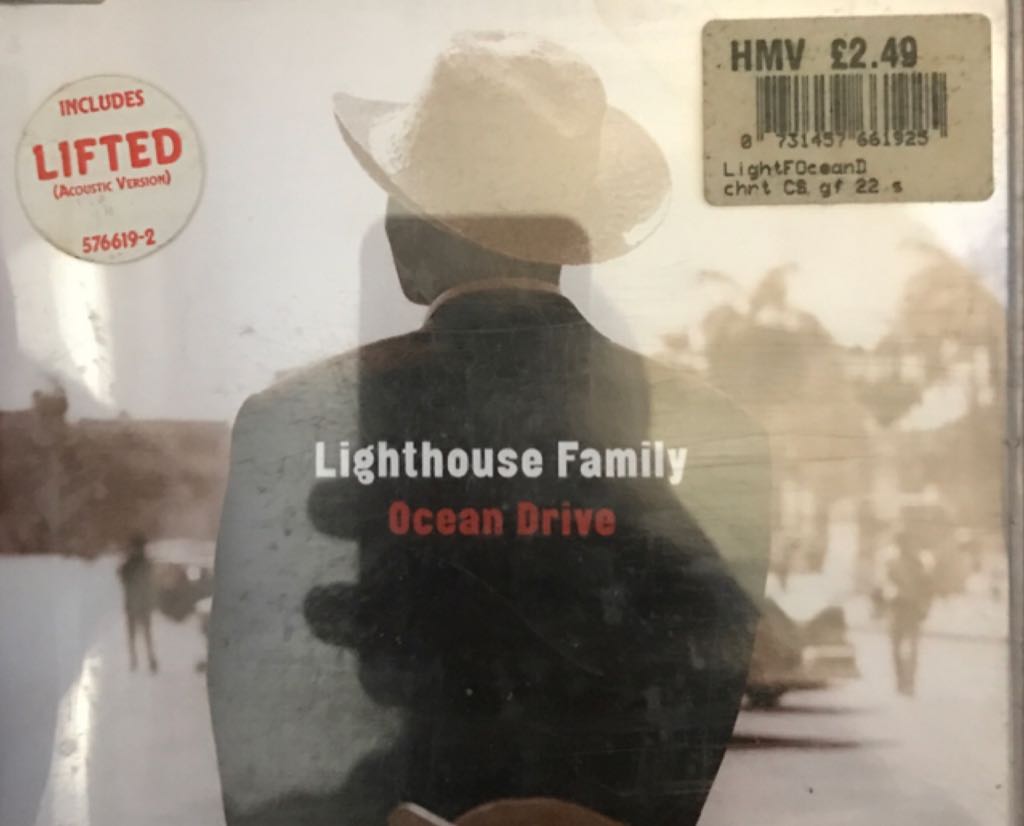 INCLUDES
LIFTED
(ACOUSTIC VERSION)
576619-2
HMV £2.49
0 731457 661925
LightFOceanD
chrt CS gf 22 s
Lighthouse Family
Ocean Drive